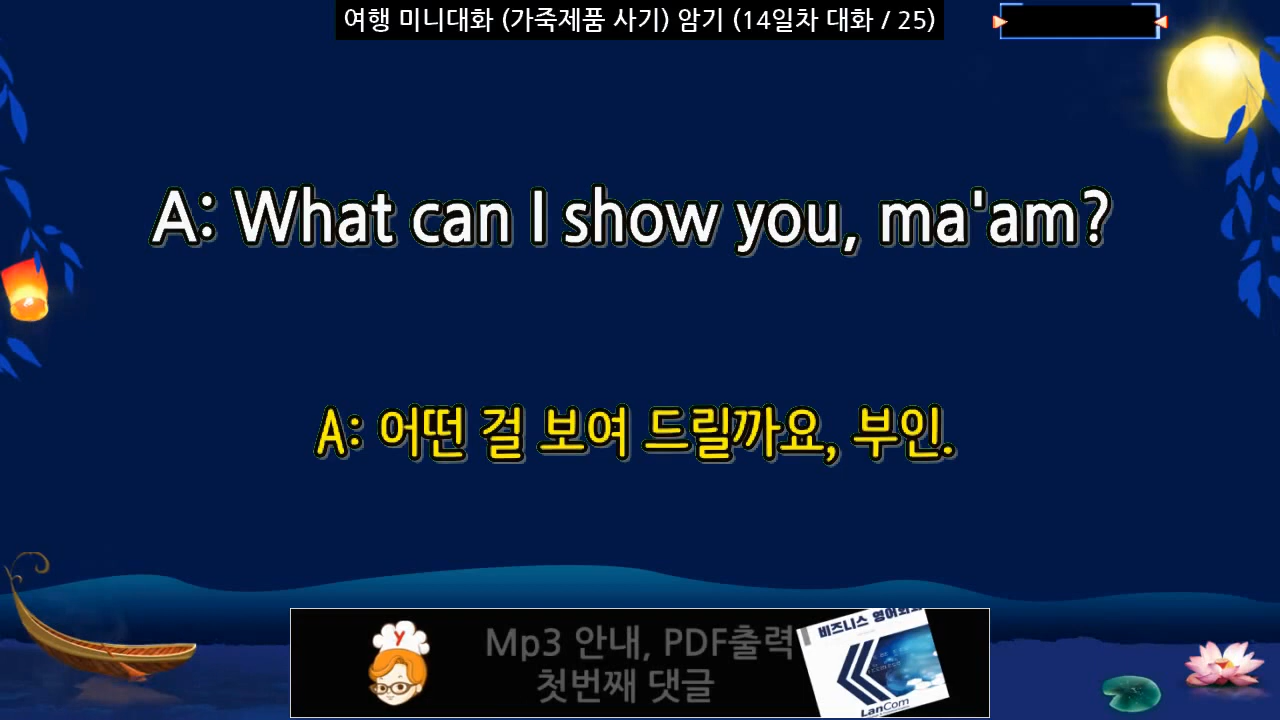 여행 미니대화 (가죽제품 사기) 암기 (14일차 대화 / 25)
A: What can I show you, ma'am?
A: 어떤 걸 보여 드릴까요, 부인.
Y
Mp3 안내, PDF출력
첫번째 댓글
비즈니스 영어회화
LanCom